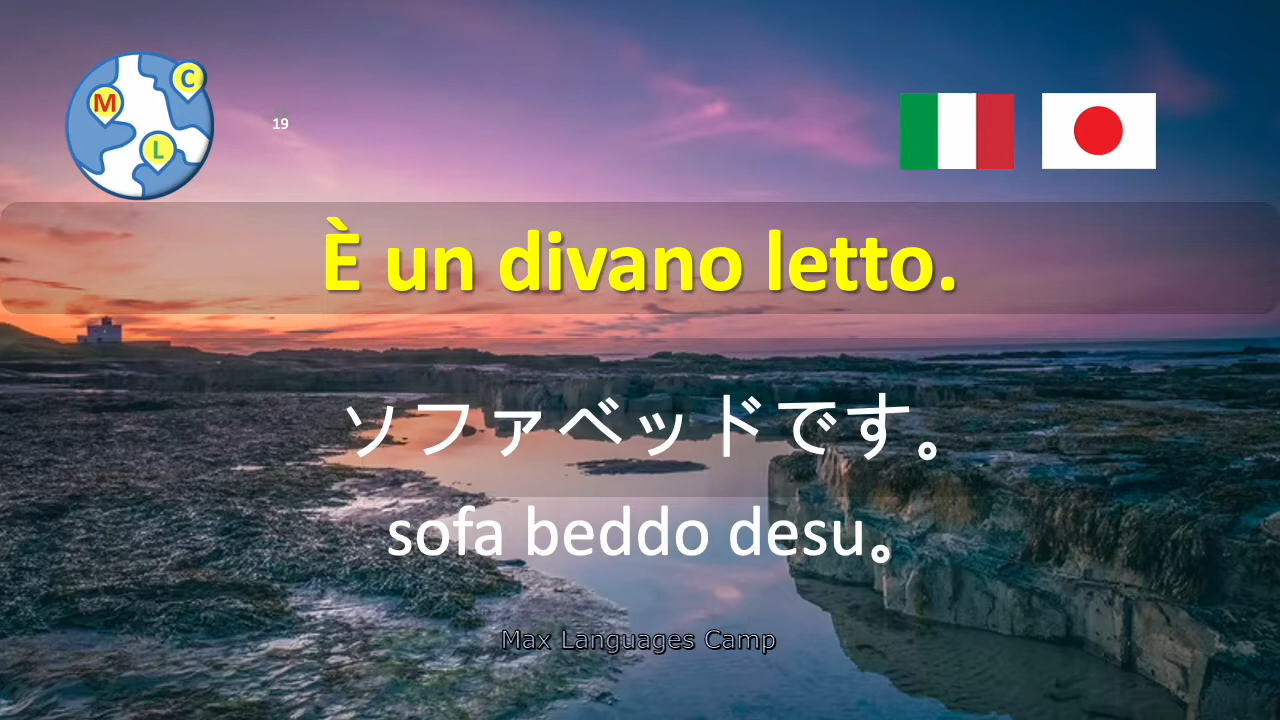 M
C
L
19
È un divano letto.
ソファベッドです。
sofa beddo desu。
Max Languages Camp